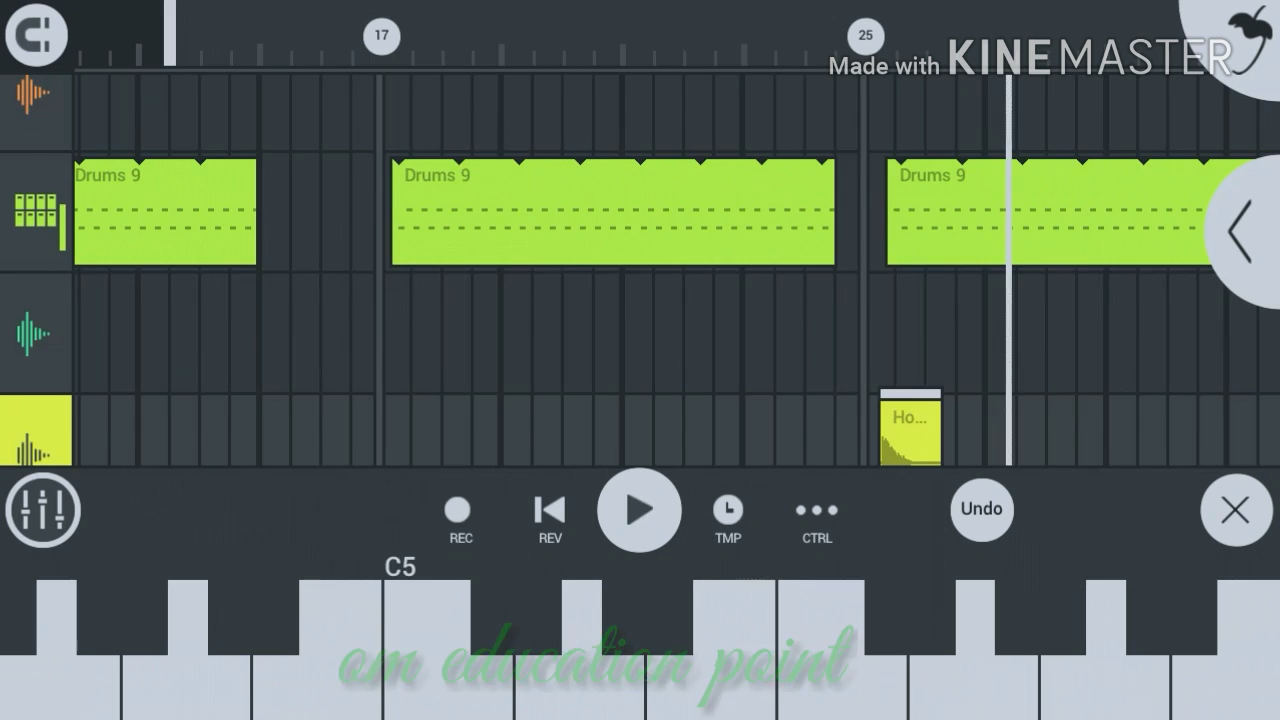 17
25
Made with KINEMASTER
Drums 9
Drums 9
Drums 9
Ho...
Undo
REC
REV
TMP
CTRL
C5
om education point